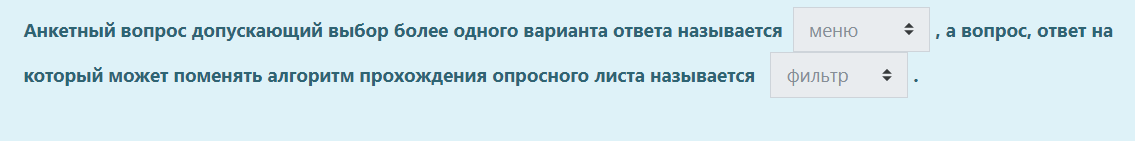 Анкетный вопрос допускающий выбор более одного варианта ответа называется меню , а вопрос, ответ на
который может поменять алгоритм прохождения опросного листа называется фильтр .